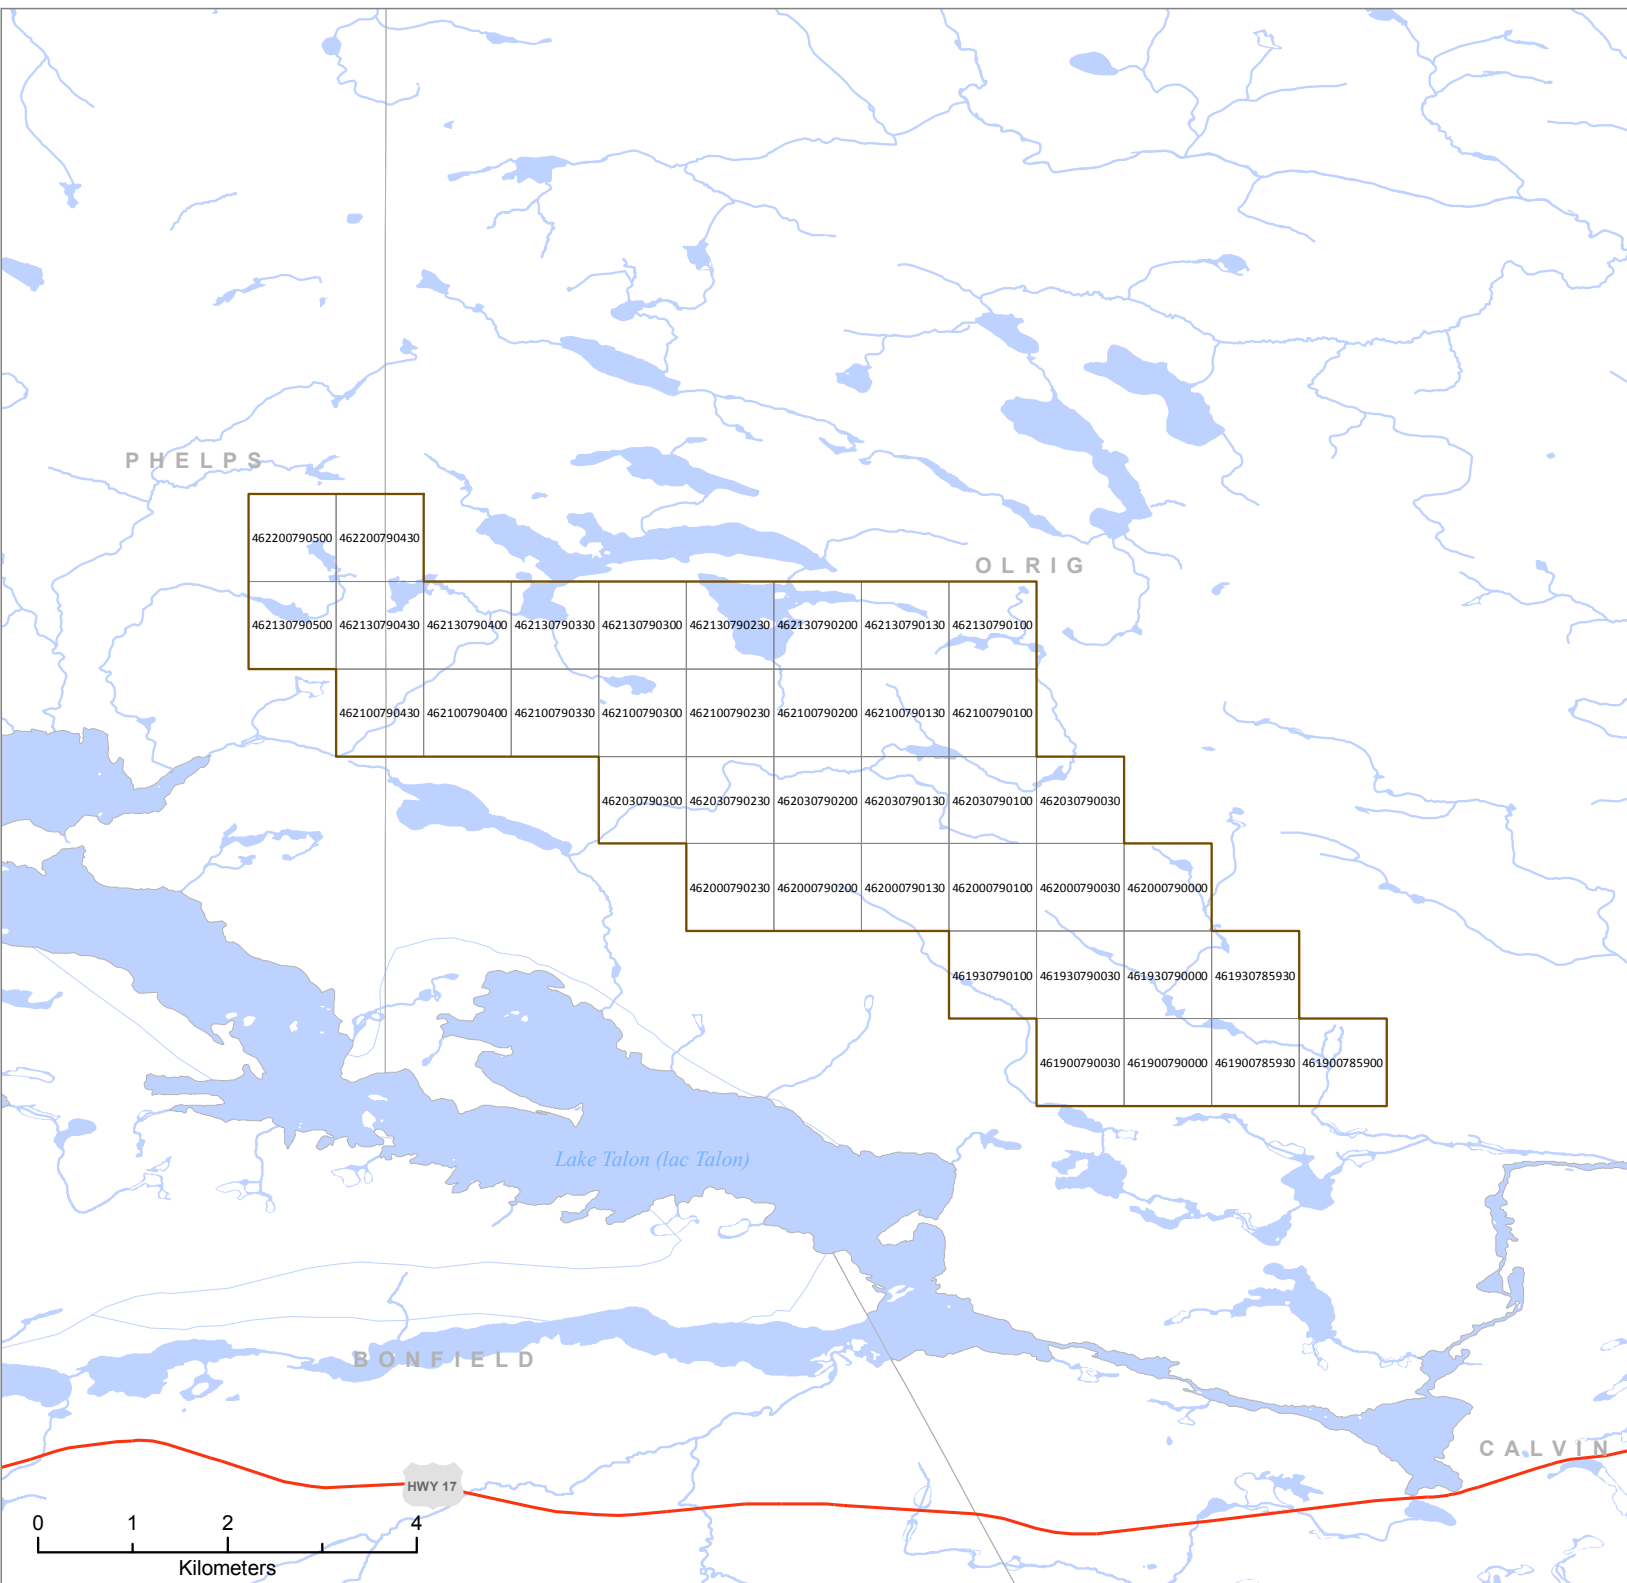 PHELPS
462200790500 462200790430
OLRIG
462130790500 462130790430 462130790400 462130790330 462130790300 462130790230 462130790200 462130790130 462130790100
462100790430 462100790400 462100790330 462100790300 462100790230 462100790200 462100790130 462100790100
462030790300 462030790230 462030790200 462030790130 462030790100 462030790030
462000790230 462000790200 462000790130 462000790100 462000790030 462000790000
461930790100 461930790030 461930790000 461930785930
461900790030 461900790000 461900785930 461900785900
Lake Talon (lac Talon)
BONFIELD
CALVIN
HWY 17
0 1 2 4
Kilometers